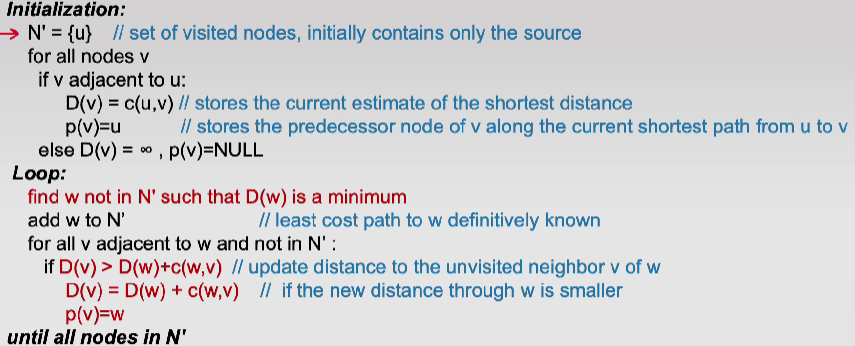 Initialization:
→ N' = {u} // set of visited nodes, initially contains only the source
for all nodes v
if v adjacent to u:
D(v) = c(u,v) // stores the current estimate of the shortest distance
p(v)=u // stores the predecessor node of v along the current shortest path from u to v
else D(v) = ∞ , p(v)=NULL
Loop:
find w not in N' such that D(w) is a minimum
add w to N' // least cost path to w definitively known
for all v adjacent to w and not in N' :
if D(v) > D(w)+c(w,v) // update distance to the unvisited neighbor v of w
D(v) = D(w) + c(w,v) // if the new distance through w is smaller
p(v)=w
until all nodes in N'